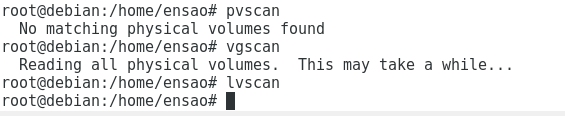 root@debian:/home/ensao# pvscan
  No matching physical volumes found
root@debian:/home/ensao# vgscan
  Reading all physical volumes.  This may take a while...
root@debian:/home/ensao# lvscan
root@debian:/home/ensao#